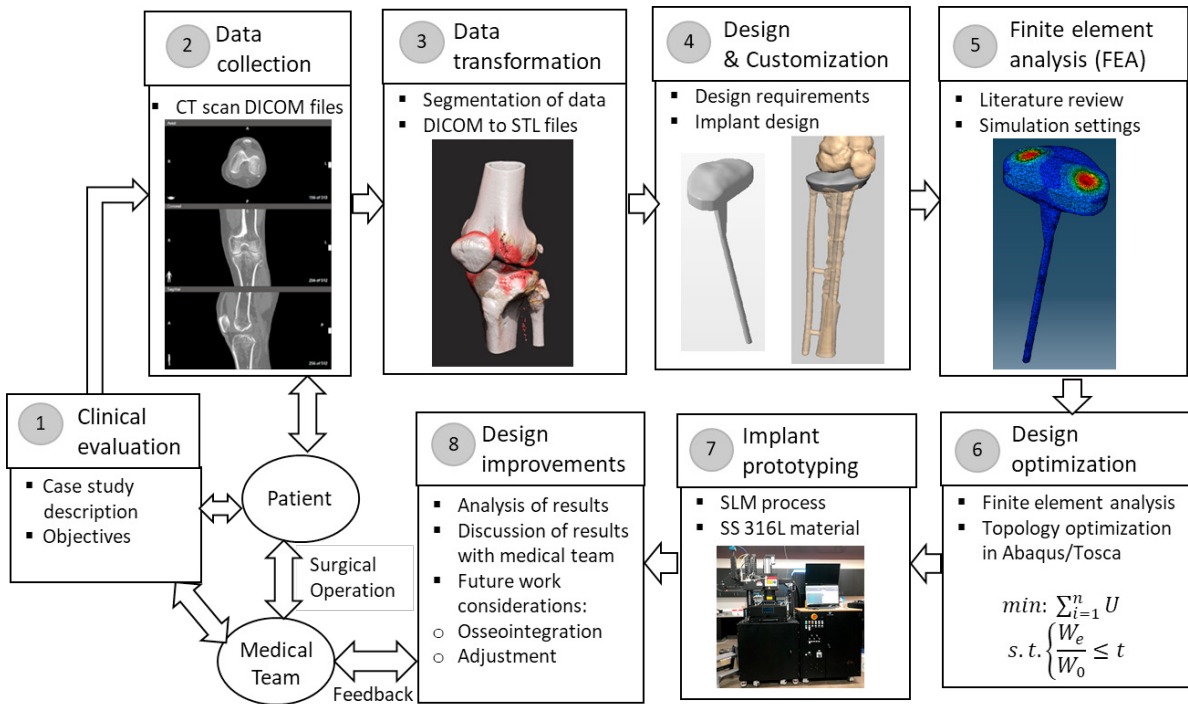 2
Data
collection
▪ CT scan DICOM files
3
Data
transformation
▪ Segmentation of data
▪ DICOM to STL files
4
Design
& Customization
▪ Design requirements
▪ Implant design
5
Finite element
analysis (FEA)
▪ Literature review
▪ Simulation settings
1
Clinical
evaluation
▪ Case study
description
▪ Objectives
Patient
Surgical
Operation
Medical
Team
Feedback
8
Design
improvements
▪ Analysis of results
▪ Discussion of results
with medical team
▪ Future work
considerations:
o Osseointegration
o Adjustment
7
Implant
prototyping
▪ SLM process
▪ SS 316L material
6
Design
optimization
▪ Finite element analysis
▪ Topology optimization
in Abaqus/Tosca
min: ∑ᵢ₌₁ⁿ U
s.t. { Wₑ/W₀ ≤ t